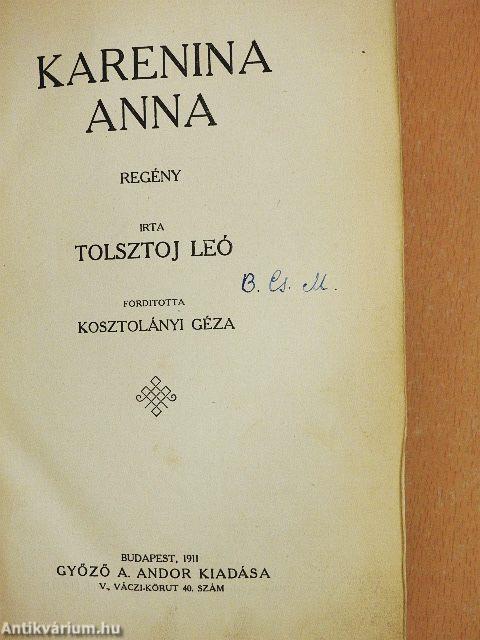 KARENINA
ANNA
REGÉNY
IRTA
TOLSZTOJ LEÓ
B. Cs. M.
FORDITOTTA
KOSZTOLÁNYI GÉZA
BUDAPEST, 1911
GYŐZŐ A. ANDOR KIADÁSA
V., VÁCZI-KÖRUT 40. SZÁM
Antikvárium.hu